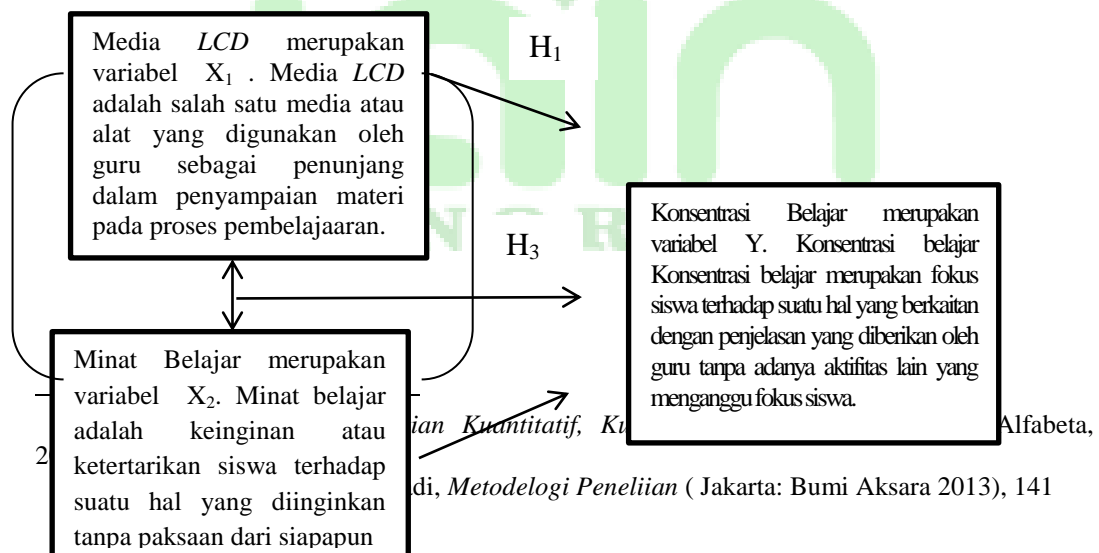 Media LCD merupakan
variabel X₁ . Media LCD
adalah salah satu media atau
alat yang digunakan oleh
guru sebagai penunjang
dalam penyampaian materi
pada proses pembelajaaran.
H₁
H₃
Konsentrasi Belajar merupakan
variabel Y. Konsentrasi belajar
Konsentrasi belajar merupakan fokus
siswa terhadap suatu hal yang berkaitan
dengan penjelasan yang diberikan oleh
guru tanpa adanya aktifitas lain yang
menganggu fokus siswa.
Minat Belajar merupakan
variabel X₂. Minat belajar
adalah keinginan atau
ketertarikan siswa terhadap
suatu hal yang diinginkan
tanpa paksaan dari siapapun
Kuantitatif, Alfabeta,
Metodelogi Peneliian ( Jakarta: Bumi Aksara 2013), 141